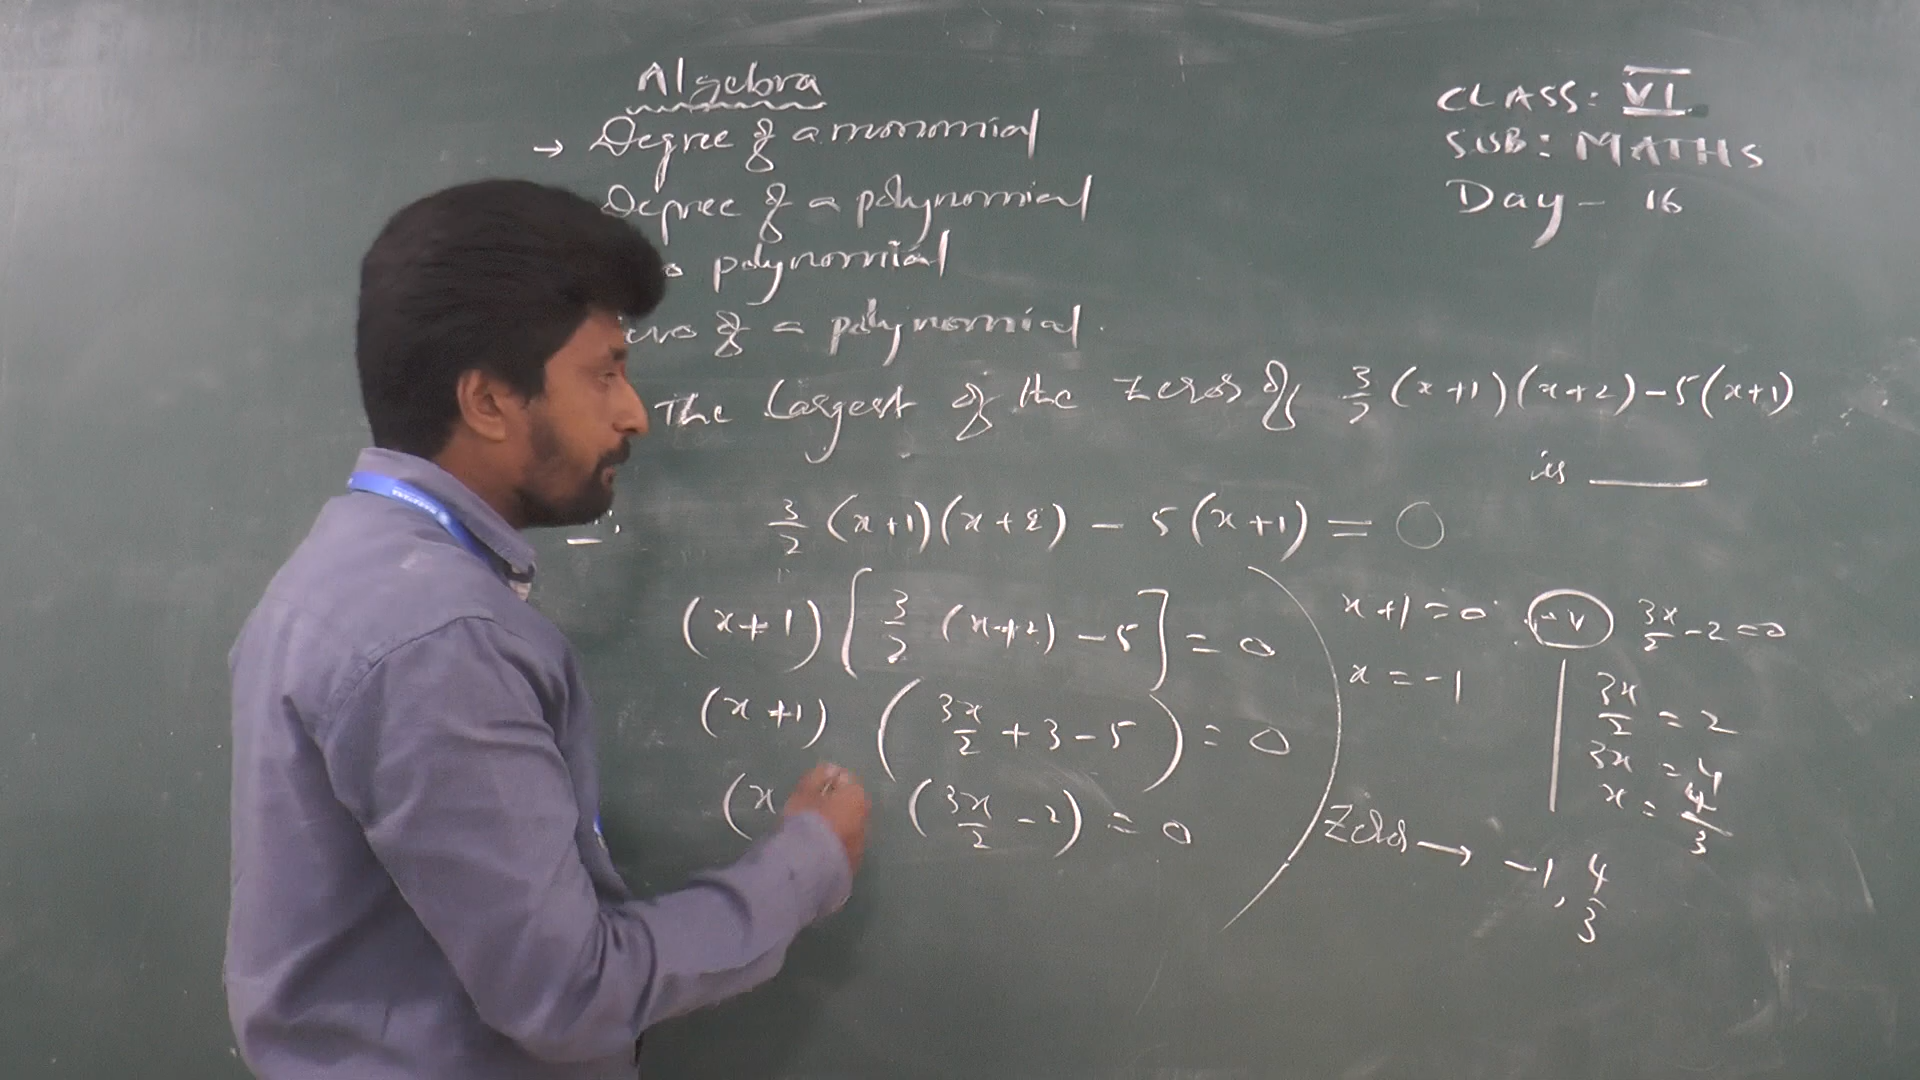 Algebra
→ Degree of a monomial
Degree of a polynomial
o polynomial
ero of a polynomial.
The largest of the zeros of 3/2 (x+1)(x+2)-5(x+1)
is ____
3/2 (x+1)(x+2) - 5(x+1) = 0
(x+1) [3/2 (x+2) -5] = 0
(x+1) (3x/2 +3-5) = 0
(x (3x/2 -2) = 0
CLASS: VI
SUB: MATHS
Day - 16
x+1=0
x = -1
3x/2 -2=0
3x/2 = 2
3x = 4
x = 4/3
Zeros → -1, 4/3